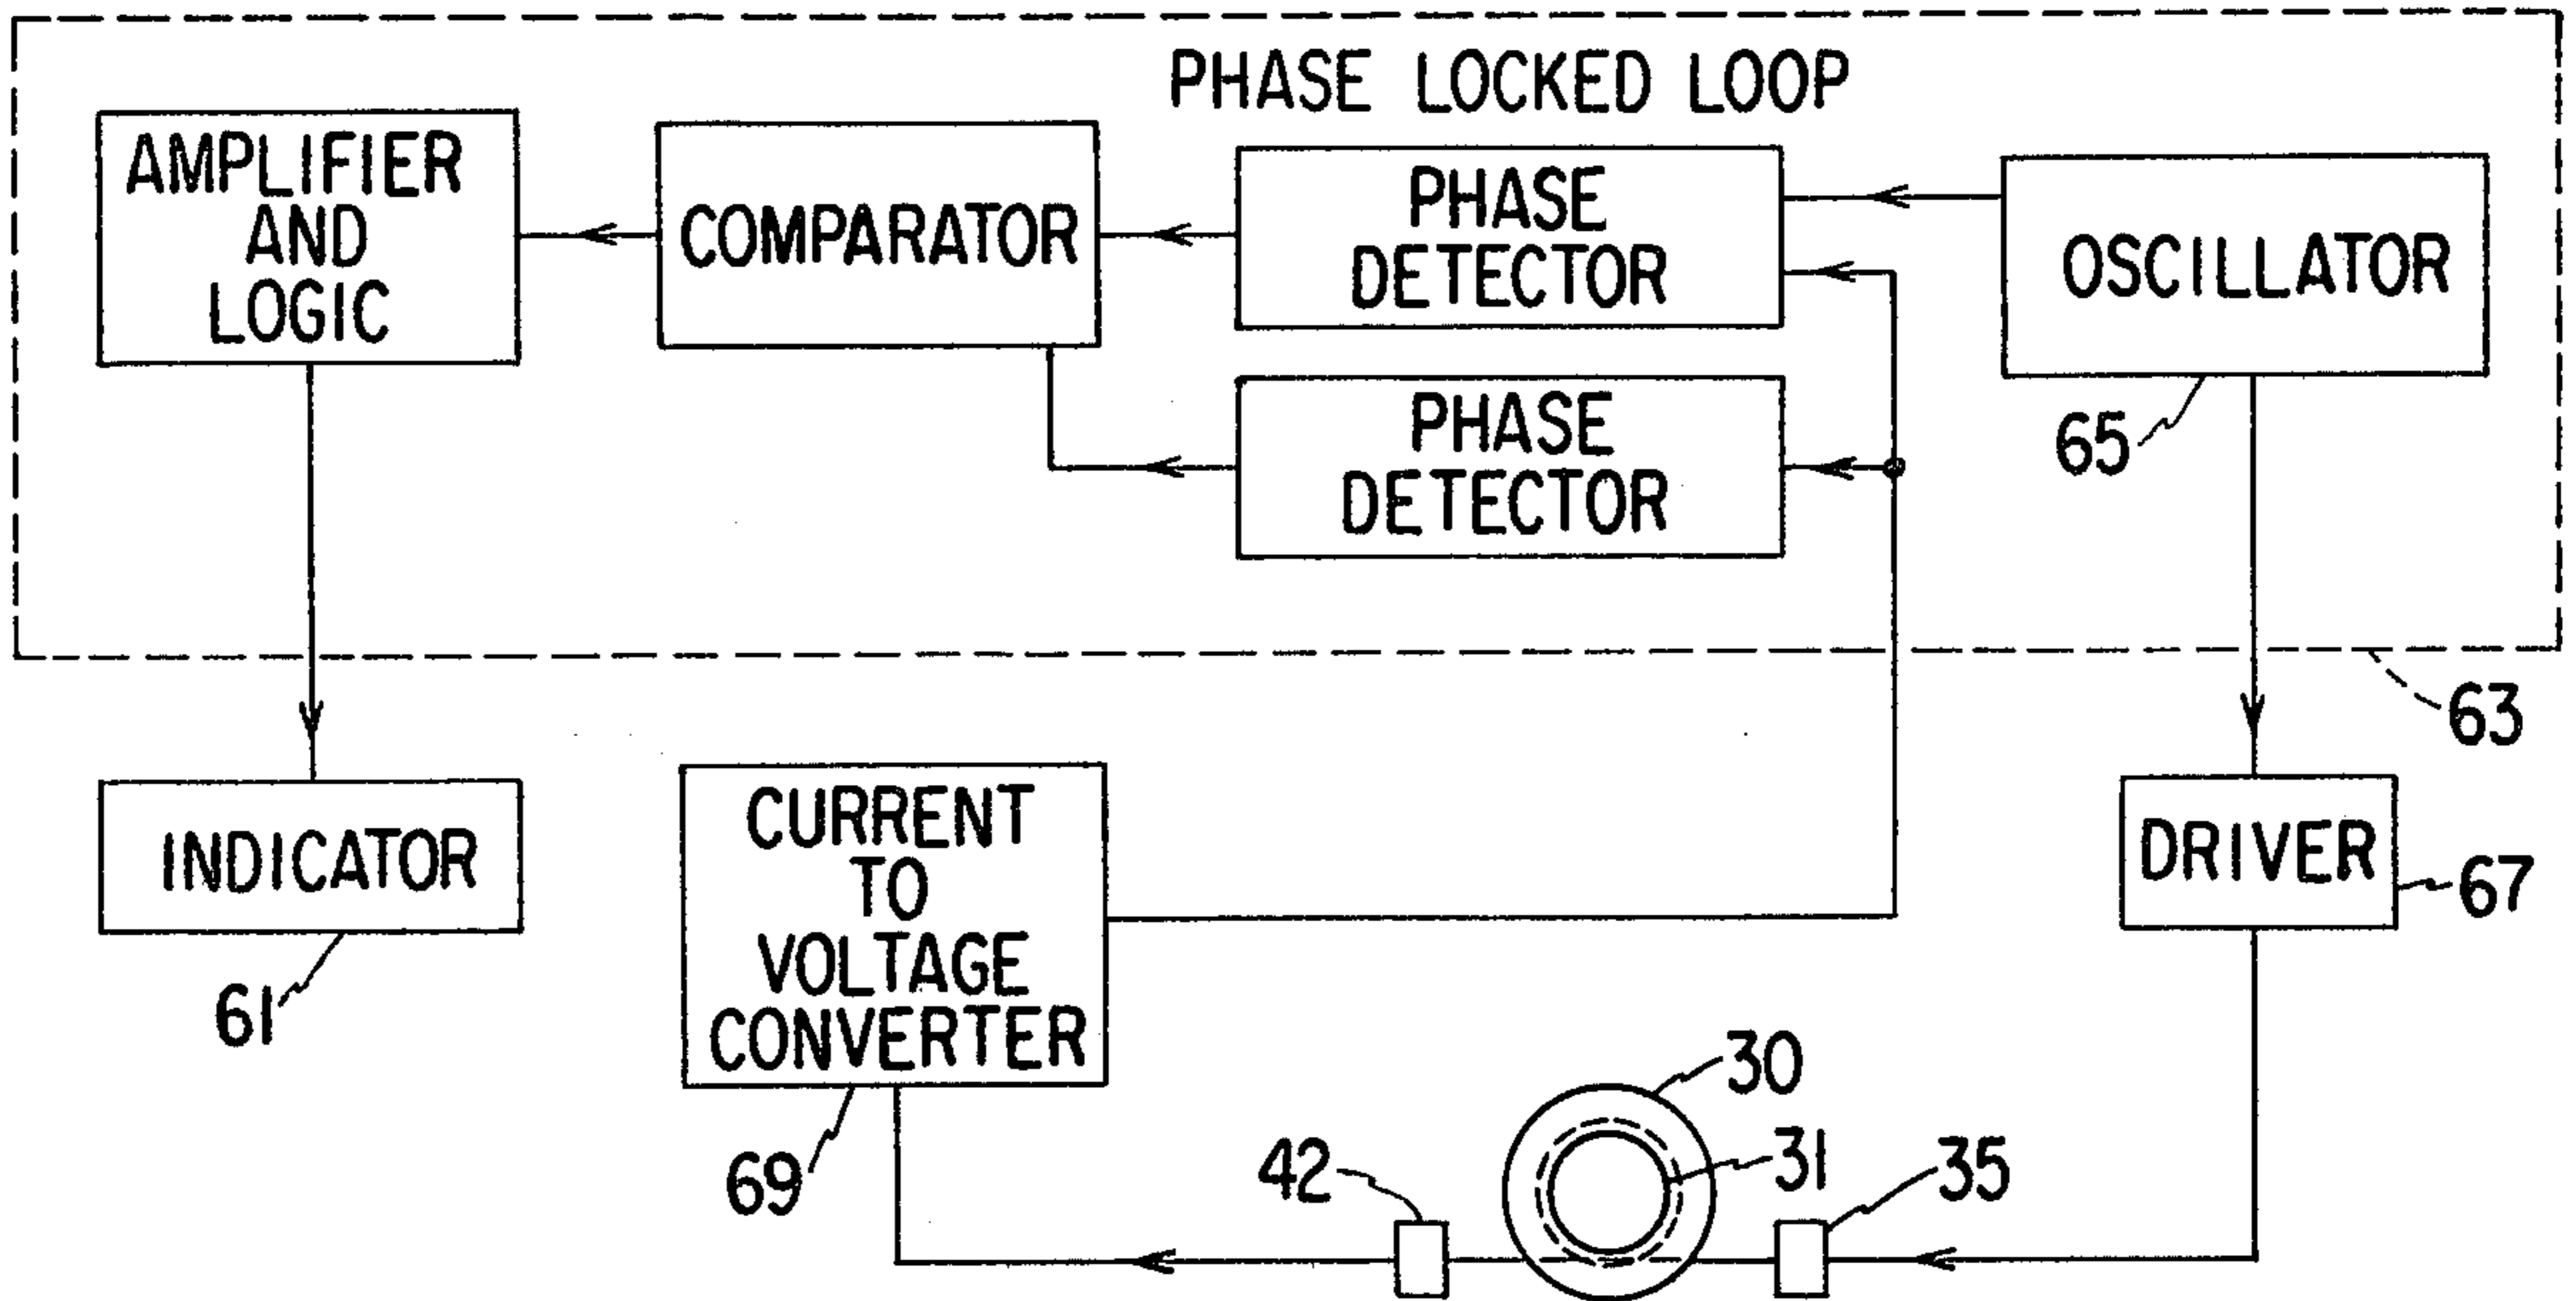 PHASE LOCKED LOOP
AMPLIFIER
AND
LOGIC
COMPARATOR
PHASE
DETECTOR
OSCILLATOR
PHASE
DETECTOR
65
63
INDICATOR
61
CURRENT
TO
VOLTAGE
CONVERTER
69
DRIVER
67
30
31
42
35